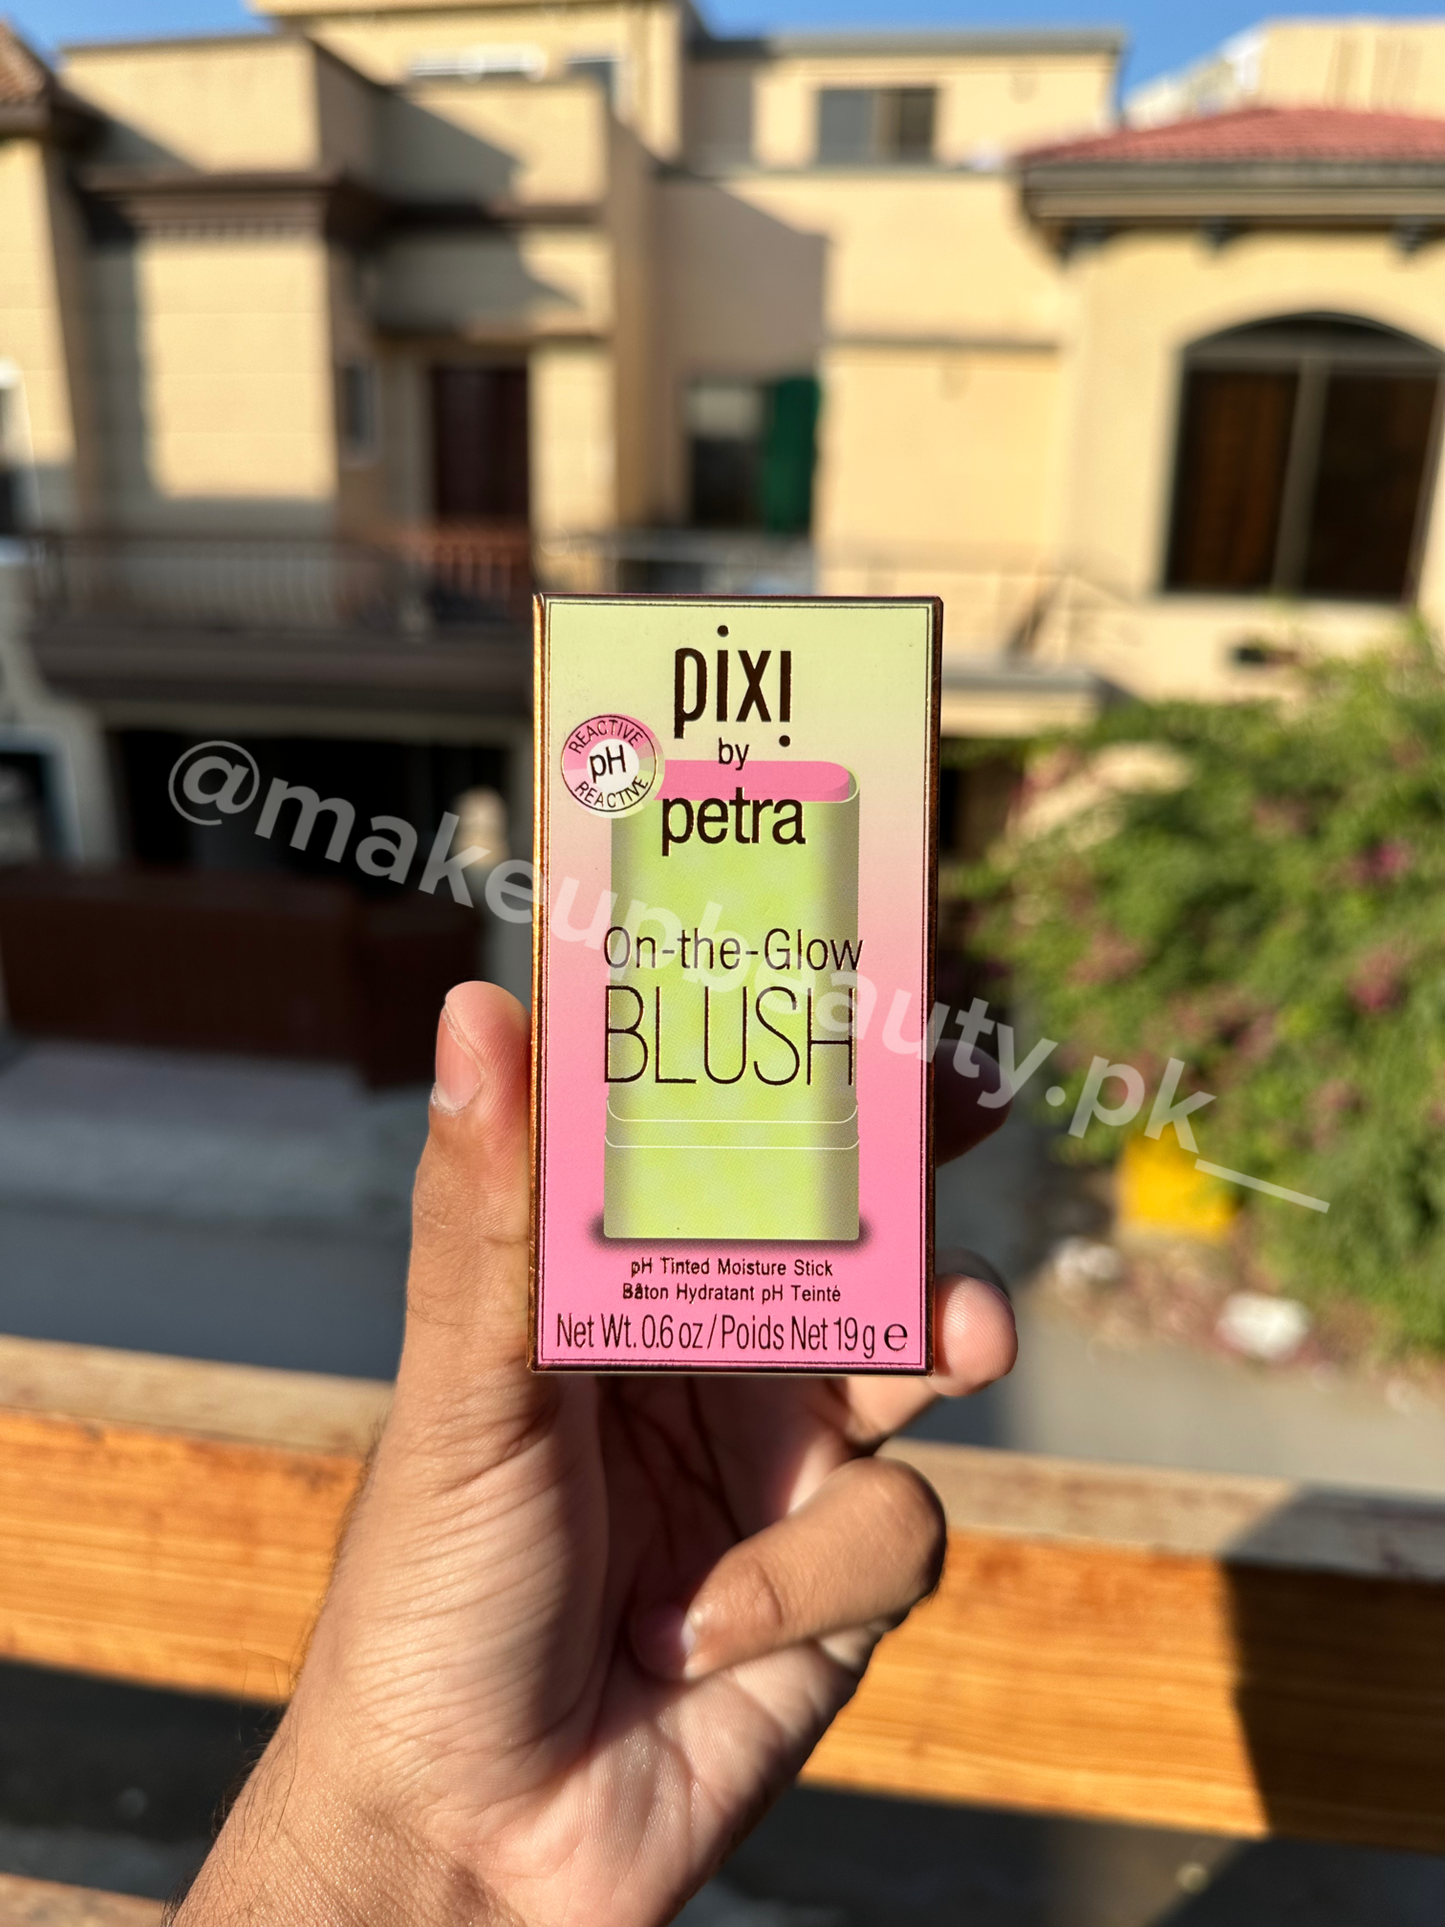 pixi
by
petra
REACTIVE
pH
REACTIVE
@makeupbeauty.pk__
On-the-Glow
BLUSH
pH Tinted Moisture Stick
Bâton Hydratant pH Teinté
Net Wt. 0.6 oz / Poids Net 19 g ℮